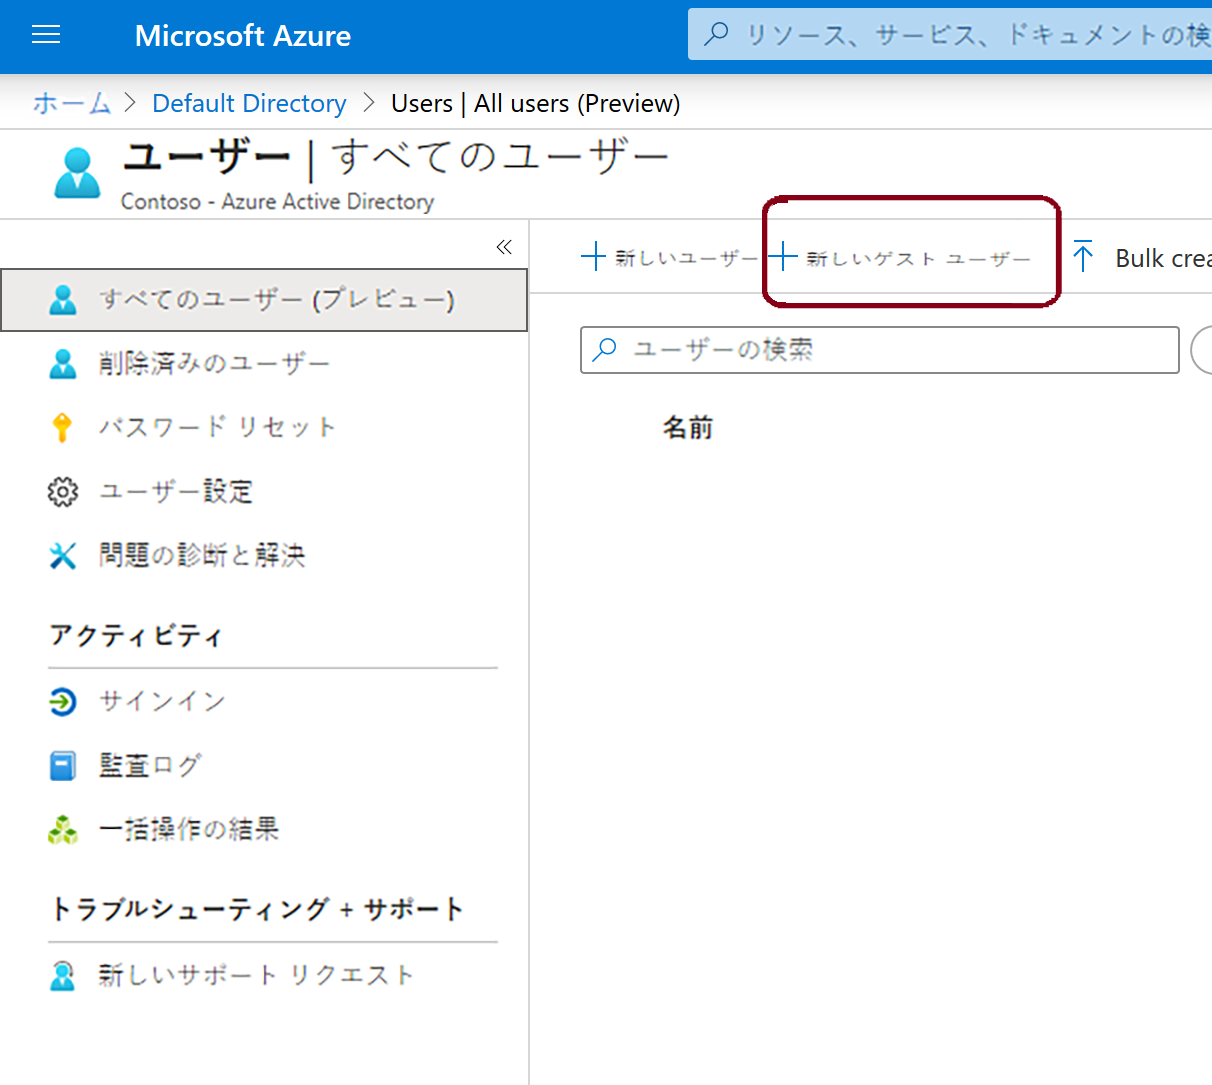 Microsoft Azure
リソース、サービス、ドキュメントの検
ホーム > Default Directory > Users | All users (Preview)
ユーザー | すべてのユーザー
Contoso - Azure Active Directory
«
新しいユーザー
新しいゲスト ユーザー
Bulk crea
すべてのユーザー (プレビュー)
削除済みのユーザー
パスワード リセット
ユーザー設定
問題の診断と解決
アクティビティ
サインイン
監査ログ
一括操作の結果
トラブルシューティング + サポート
新しいサポート リクエスト
ユーザーの検索
名前